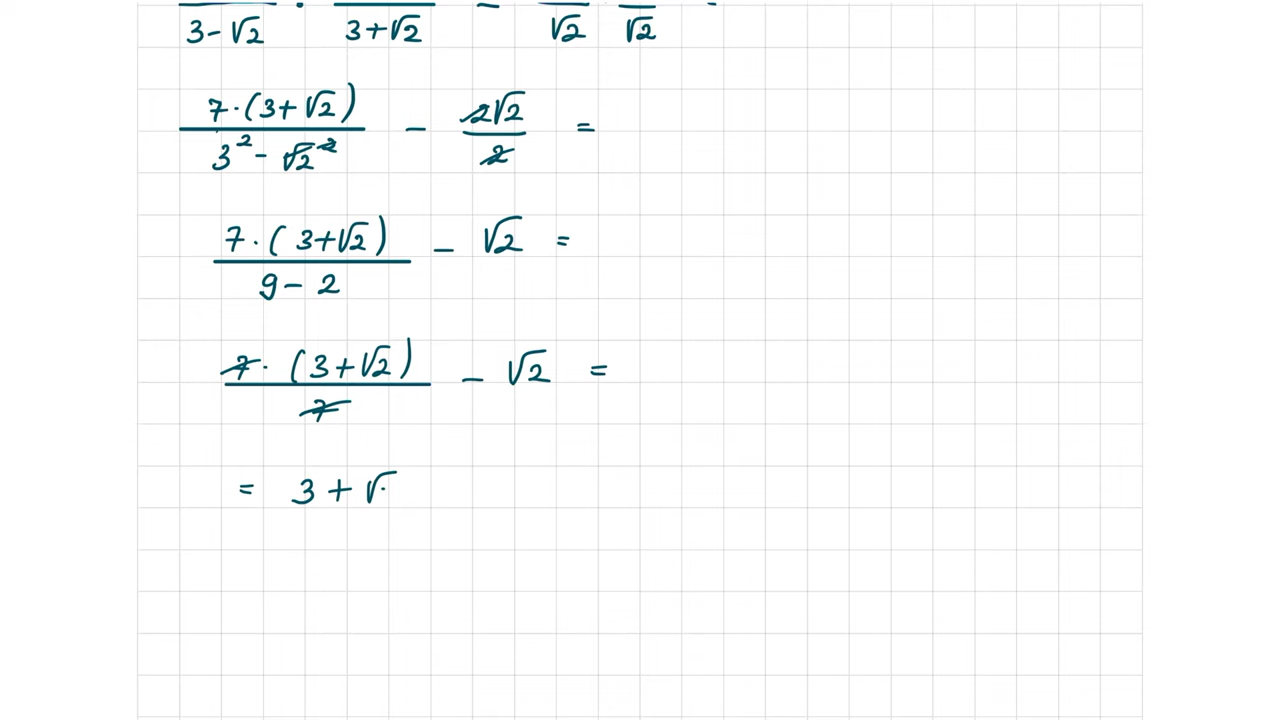 3-√2 · 3+√2 - √2 · √2 =
7·(3+√2) / 3² - √2² - 2√2 / 2 =
7·(3+√2) / 9-2 - √2 =
7·(3+√2) / 7 - √2 =
= 3+√